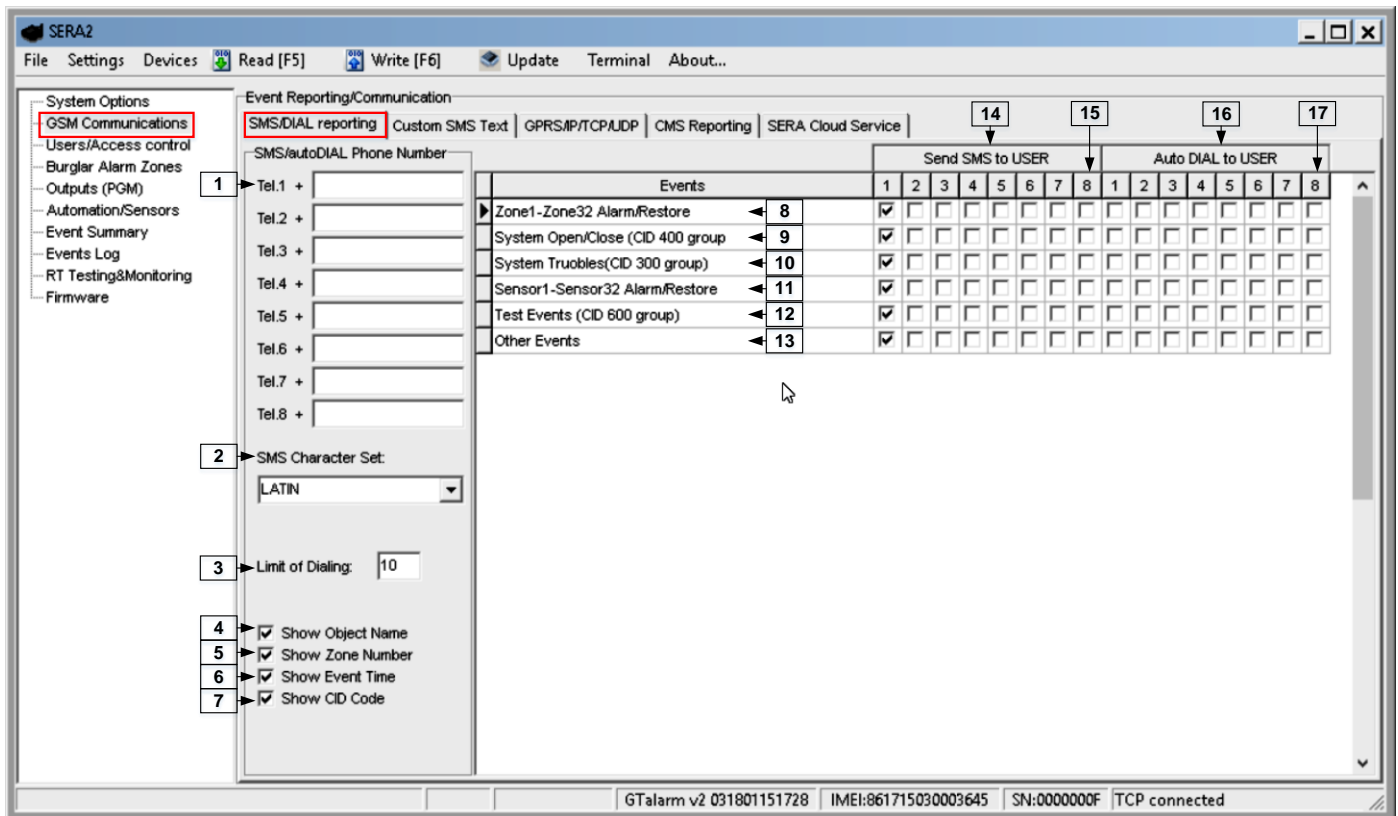 SERA2
File Settings Devices Read [F5] Write [F6] Update Terminal About...
System Options
GSM Communications
Users/Access control
Burglar Alarm Zones
Outputs (PGM)
Automation/Sensors
Event Summary
Events Log
RT Testing&Monitoring
Firmware
Event Reporting/Communication
SMS/DIAL reporting Custom SMS Text GPRS/IP/TCP/UDP CMS Reporting SERA Cloud Service
14 15 16 17
SMS/autoDIAL Phone Number
1 Tel.1 +
Tel.2 +
Tel.3 +
Tel.4 +
Tel.5 +
Tel.6 +
Tel.7 +
Tel.8 +
2 SMS Character Set:
LATIN
3 Limit of Dialing: 10
4 Show Object Name
5 Show Zone Number
6 Show Event Time
7 Show CID Code
Send SMS to USER Auto DIAL to USER
Events 1 2 3 4 5 6 7 8 1 2 3 4 5 6 7 8
Zone1-Zone32 Alarm/Restore 8
System Open/Close (CID 400 group 9
System Truobles(CID 300 group) 10
Sensor1-Sensor32 Alarm/Restore 11
Test Events (CID 600 group) 12
Other Events 13
GTalarm v2 031801151728 IMEI:861715030003645 SN:0000000F TCP connected